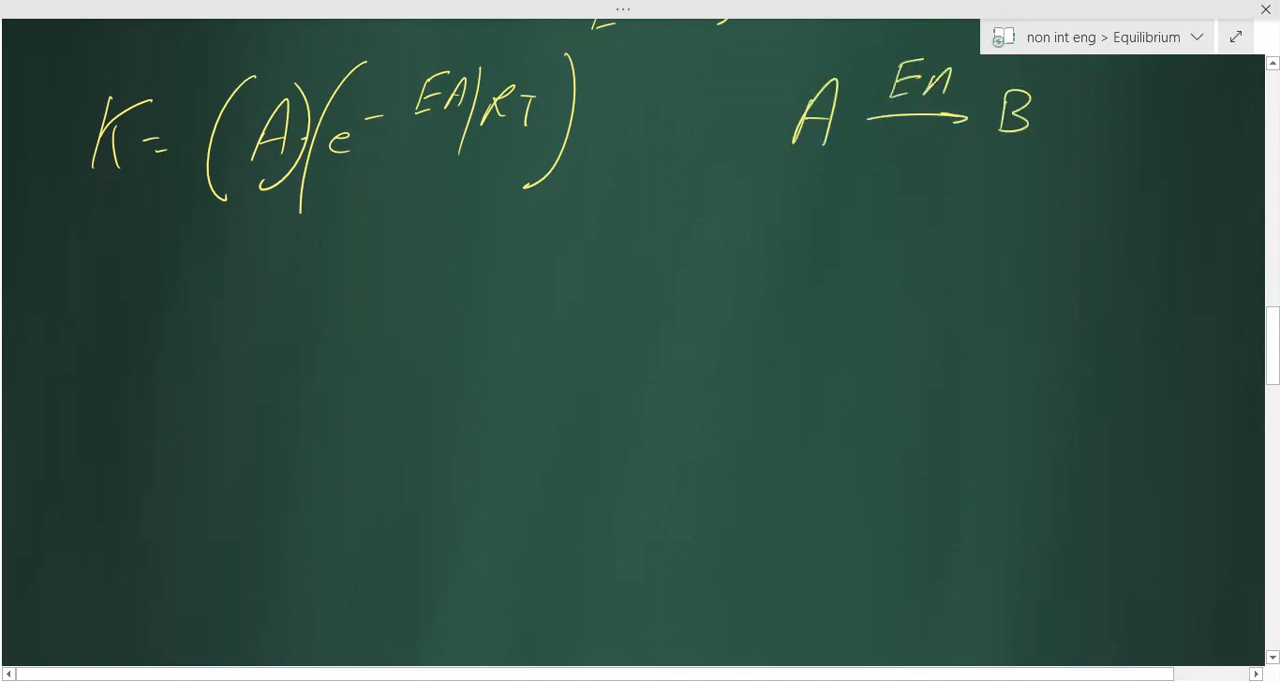 non int eng > Equilibrium
K = (A)(e^- EA/RT)
A En B